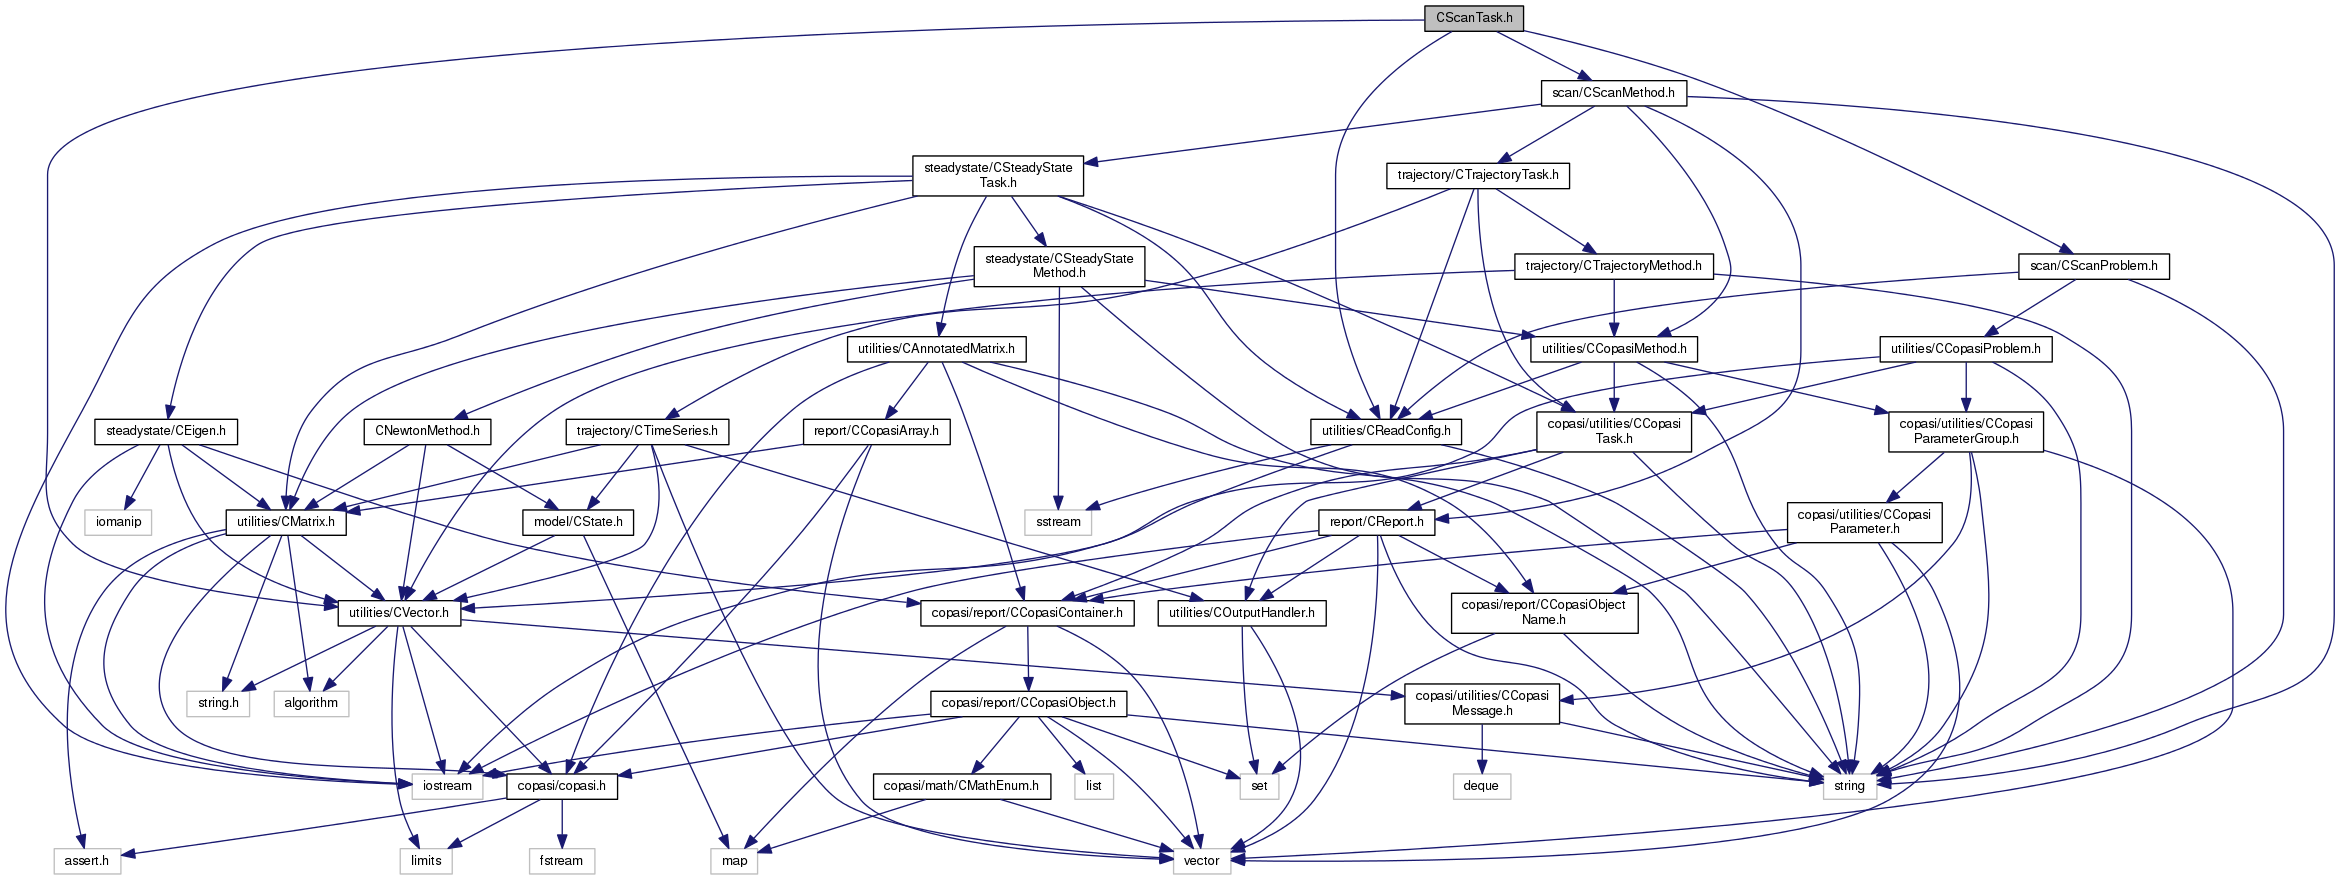 CScanTask.h
scan/CScanMethod.h
steadystate/CSteadyState
Task.h
trajectory/CTrajectoryTask.h
steadystate/CSteadyState
Method.h
trajectory/CTrajectoryMethod.h
scan/CScanProblem.h
utilities/CAnnotatedMatrix.h
utilities/CCopasiMethod.h
utilities/CCopasiProblem.h
steadystate/CEigen.h
CNewtonMethod.h
trajectory/CTimeSeries.h
report/CCopasiArray.h
utilities/CReadConfig.h
copasi/utilities/CCopasi
Task.h
copasi/utilities/CCopasi
ParameterGroup.h
iomanip
utilities/CMatrix.h
model/CState.h
sstream
report/CReport.h
copasi/utilities/CCopasi
Parameter.h
utilities/CVector.h
copasi/report/CCopasiContainer.h
utilities/COutputHandler.h
copasi/report/CCopasiObject
Name.h
string.h
algorithm
copasi/report/CCopasiObject.h
copasi/utilities/CCopasi
Message.h
iostream
copasi/copasi.h
copasi/math/CMathEnum.h
list
set
deque
string
assert.h
limits
fstream
map
vector